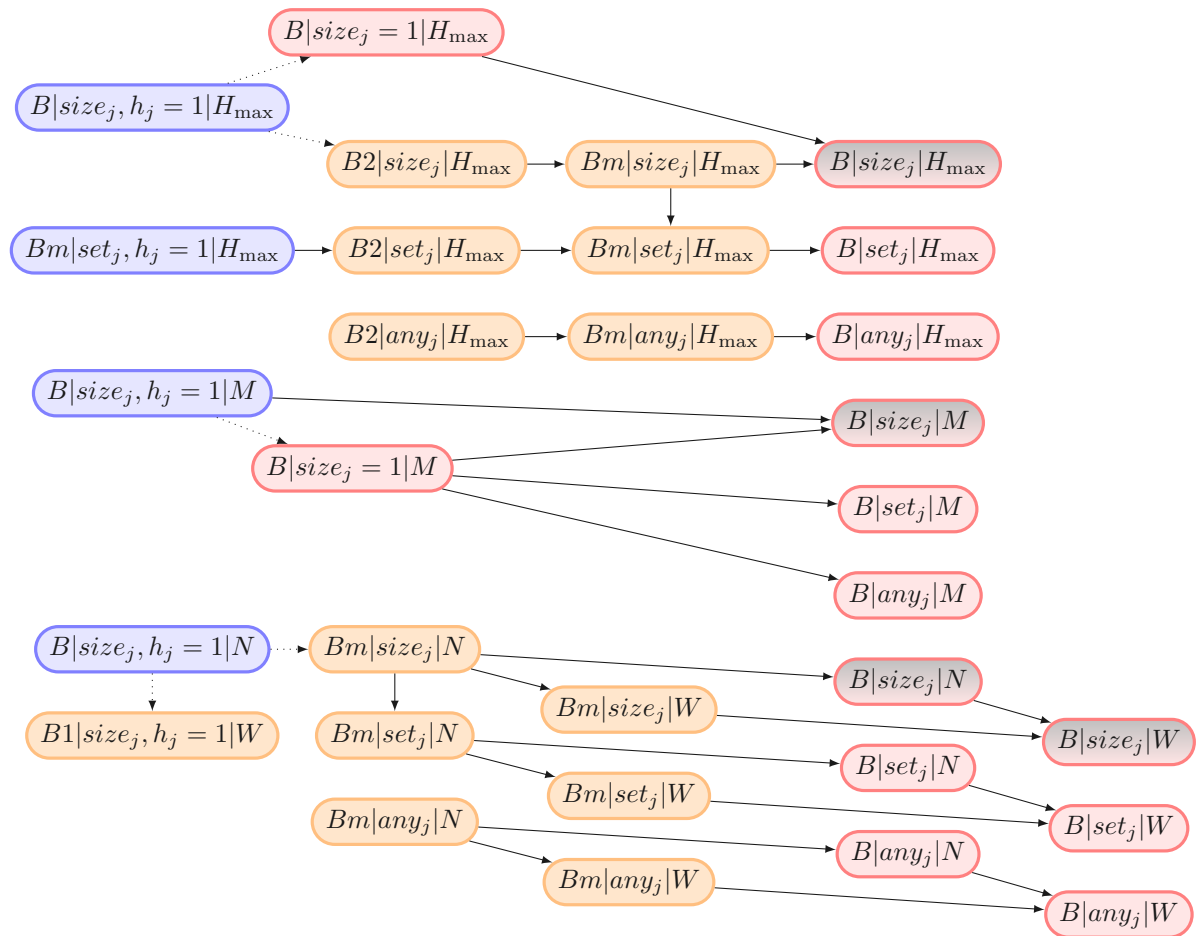 B|size_j = 1|H_max
B|size_j, h_j = 1|H_max
B2|size_j|H_max
Bm|size_j|H_max
B|size_j|H_max
Bm|set_j, h_j = 1|H_max
B2|set_j|H_max
Bm|set_j|H_max
B|set_j|H_max
B2|any_j|H_max
Bm|any_j|H_max
B|any_j|H_max
B|size_j, h_j = 1|M
B|size_j|M
B|size_j = 1|M
B|set_j|M
B|any_j|M
B|size_j, h_j = 1|N
Bm|size_j|N
B|size_j|N
Bm|size_j|W
B1|size_j, h_j = 1|W
Bm|set_j|N
B|size_j|W
B|set_j|N
Bm|set_j|W
Bm|any_j|N
B|set_j|W
B|any_j|N
Bm|any_j|W
B|any_j|W